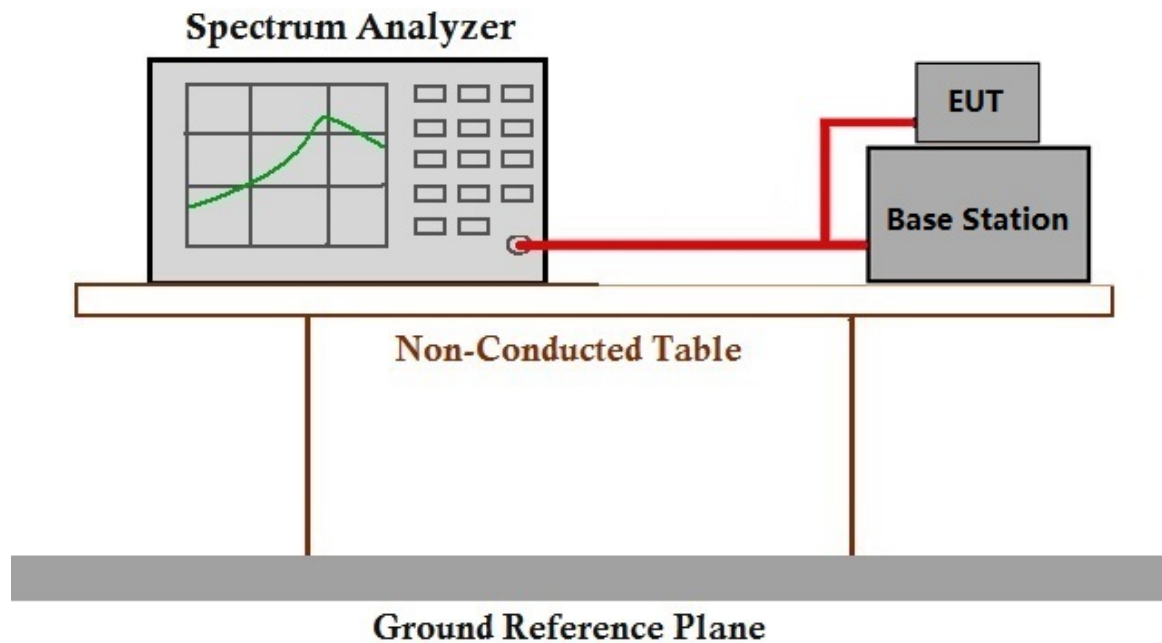 Spectrum Analyzer
EUT
Base Station
Non-Conducted Table
Ground Reference Plane